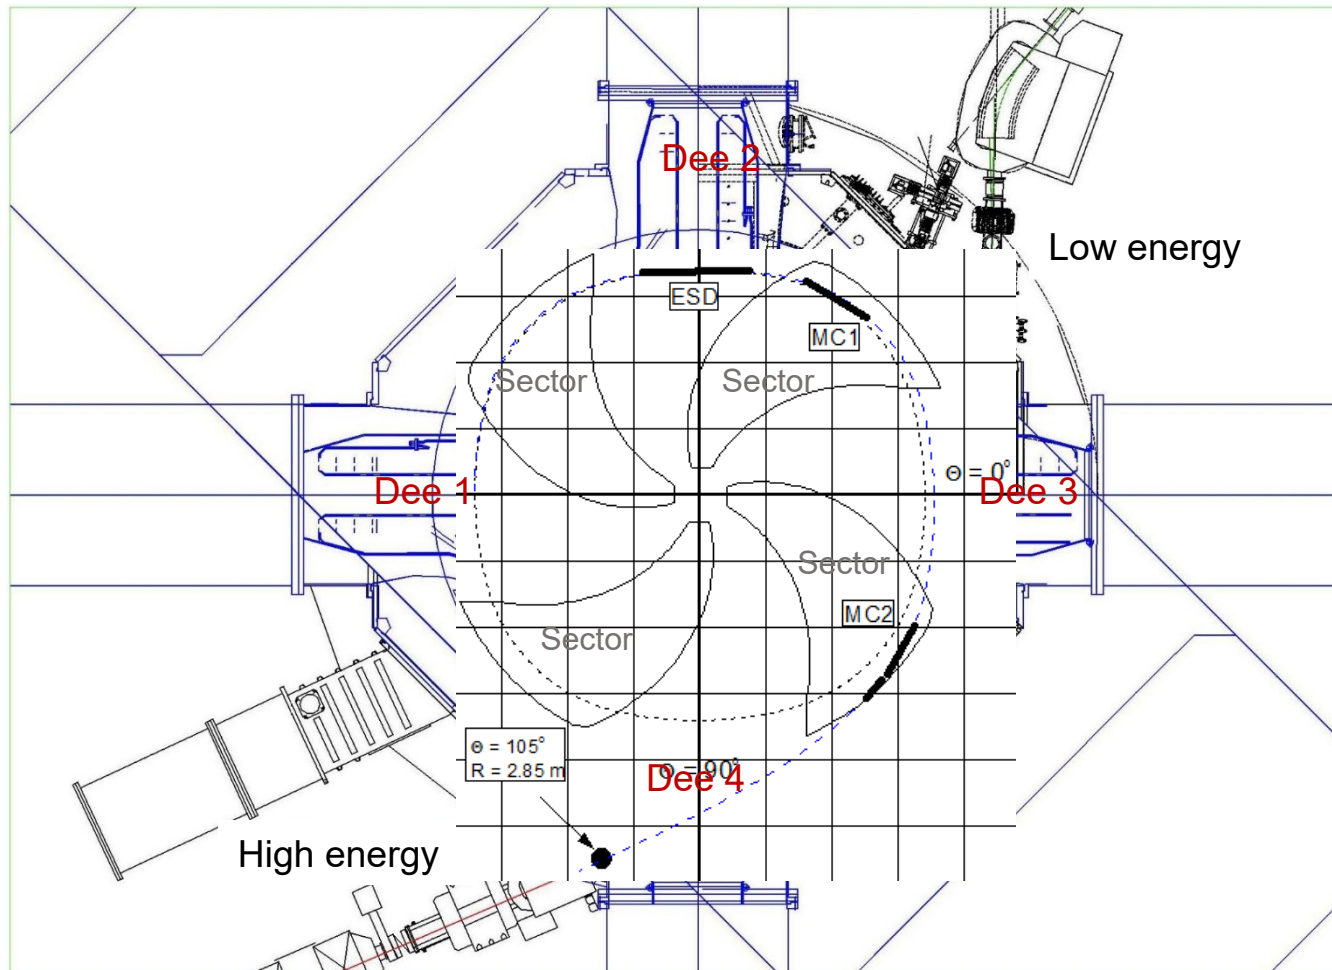 Dee 2
Low energy
ESD
MC1
Sector
Sector
Θ = 0°
Dee 1
Dee 3
Sector
MC2
Sector
Θ = 105°
R = 2.85 m
Θ = 90°
Dee 4
High energy